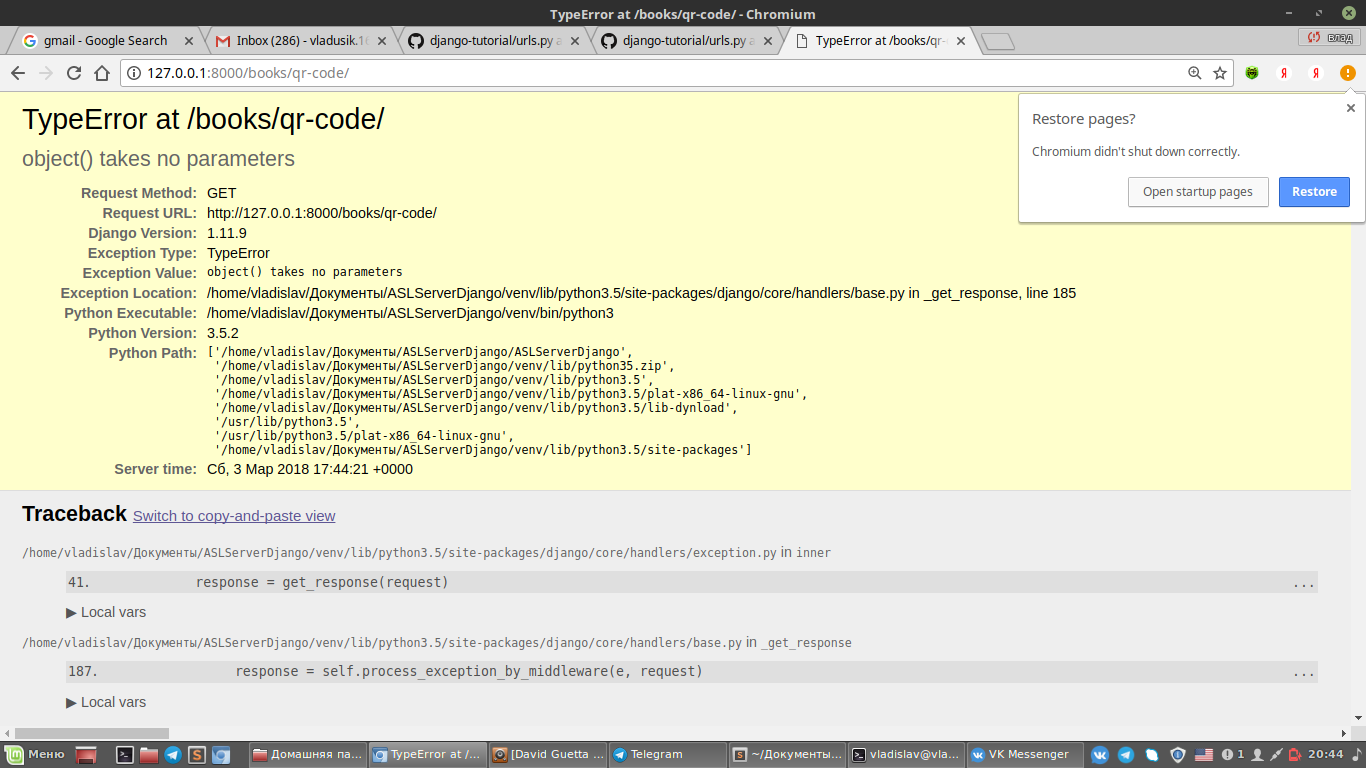 TypeError at /books/qr-code/ - Chromium
gmail - Google Search
Inbox (286) - vladusik.1
django-tutorial/urls.py a
django-tutorial/urls.py a
TypeError at /books/qr-
влад
127.0.0.1:8000/books/qr-code/
TypeError at /books/qr-code/
object() takes no parameters
Request Method: GET
Request URL: http://127.0.0.1:8000/books/qr-code/
Django Version: 1.11.9
Exception Type: TypeError
Exception Value: object() takes no parameters
Exception Location: /home/vladislav/Документы/ASLServerDjango/venv/lib/python3.5/site-packages/django/core/handlers/base.py in _get_response, line 185
Python Executable: /home/vladislav/Документы/ASLServerDjango/venv/bin/python3
Python Version: 3.5.2
Python Path: ['/home/vladislav/Документы/ASLServerDjango/ASLServerDjango',
'/home/vladislav/Документы/ASLServerDjango/venv/lib/python35.zip',
'/home/vladislav/Документы/ASLServerDjango/venv/lib/python3.5',
'/home/vladislav/Документы/ASLServerDjango/venv/lib/python3.5/plat-x86_64-linux-gnu',
'/home/vladislav/Документы/ASLServerDjango/venv/lib/python3.5/lib-dynload',
'/usr/lib/python3.5',
'/usr/lib/python3.5/plat-x86_64-linux-gnu',
'/home/vladislav/Документы/ASLServerDjango/venv/lib/python3.5/site-packages']
Server time: Сб, 3 Мар 2018 17:44:21 +0000
Restore pages?
Chromium didn't shut down correctly.
Open startup pages
Restore
Traceback Switch to copy-and-paste view
/home/vladislav/Документы/ASLServerDjango/venv/lib/python3.5/site-packages/django/core/handlers/exception.py in inner
41. response = get_response(request) ...
▶ Local vars
/home/vladislav/Документы/ASLServerDjango/venv/lib/python3.5/site-packages/django/core/handlers/base.py in _get_response
187. response = self.process_exception_by_middleware(e, request) ...
▶ Local vars
Меню
Домашняя па...
TypeError at /...
[David Guetta ...
Telegram
~/Документы...
vladislav@vla...
VK Messenger
1
20:44